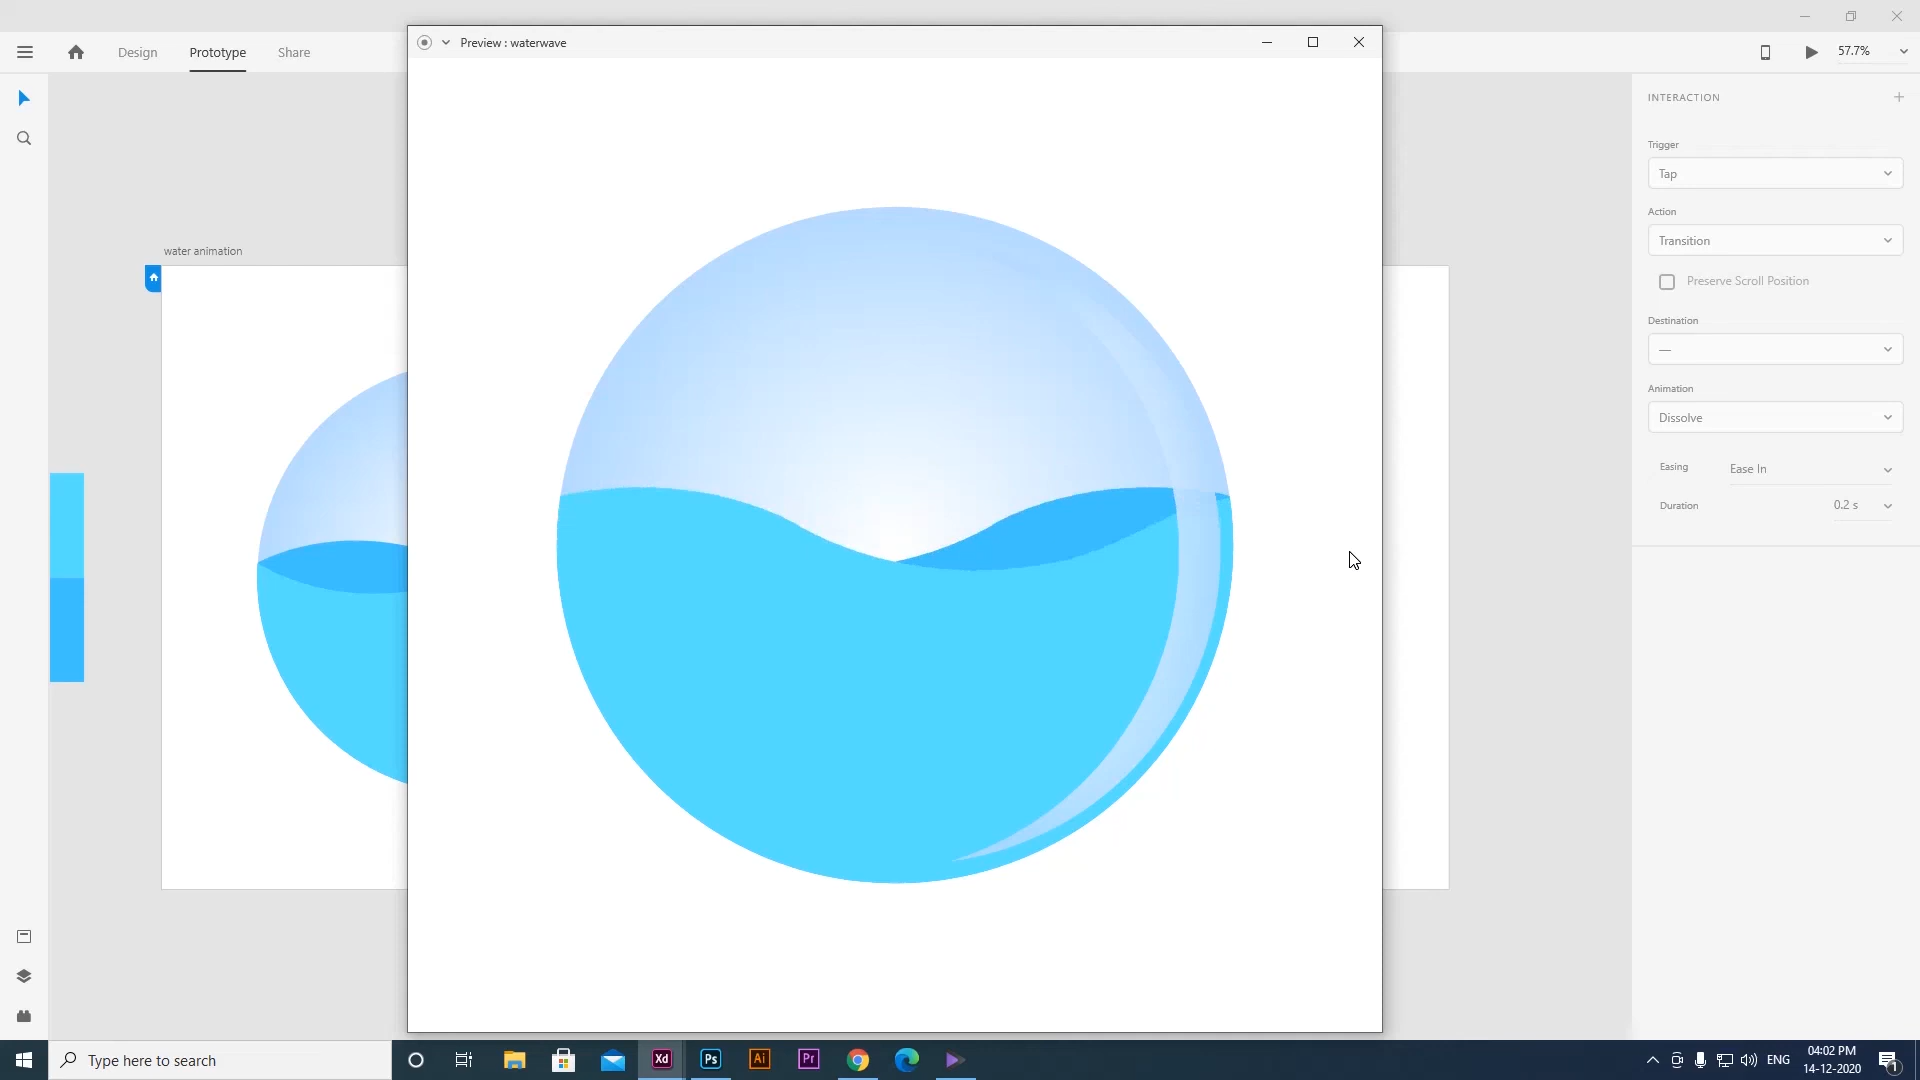 Preview : waterwave
Design
Prototype
Share
57.7%
INTERACTION
Trigger
Tap
Action
Transition
Preserve Scroll Position
Destination
—
Animation
Dissolve
Easing
Ease In
Duration
0.2 s
water animation
Type here to search
Xd
Ps
Ai
Pr
ENG
04:02 PM
14-12-2020
1